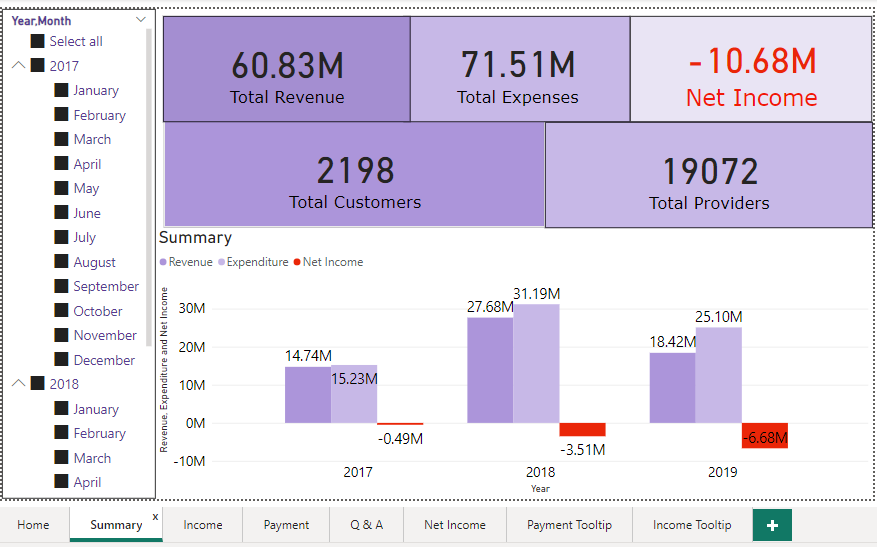 Year,Month
Select all
2017
January
February
March
April
May
June
July
August
September
October
November
December
2018
January
February
March
April
60.83M
Total Revenue
71.51M
Total Expenses
-10.68M
Net Income
2198
Total Customers
19072
Total Providers
Summary
Revenue Expenditure Net Income
Revenue, Expenditure and Net Income
30M
20M
10M
0M
-10M
14.74M
15.23M
-0.49M
27.68M
31.19M
-3.51M
18.42M
25.10M
-6.68M
2017 2018 2019
Year
Home Summary x Income Payment Q & A Net Income Payment Tooltip Income Tooltip +